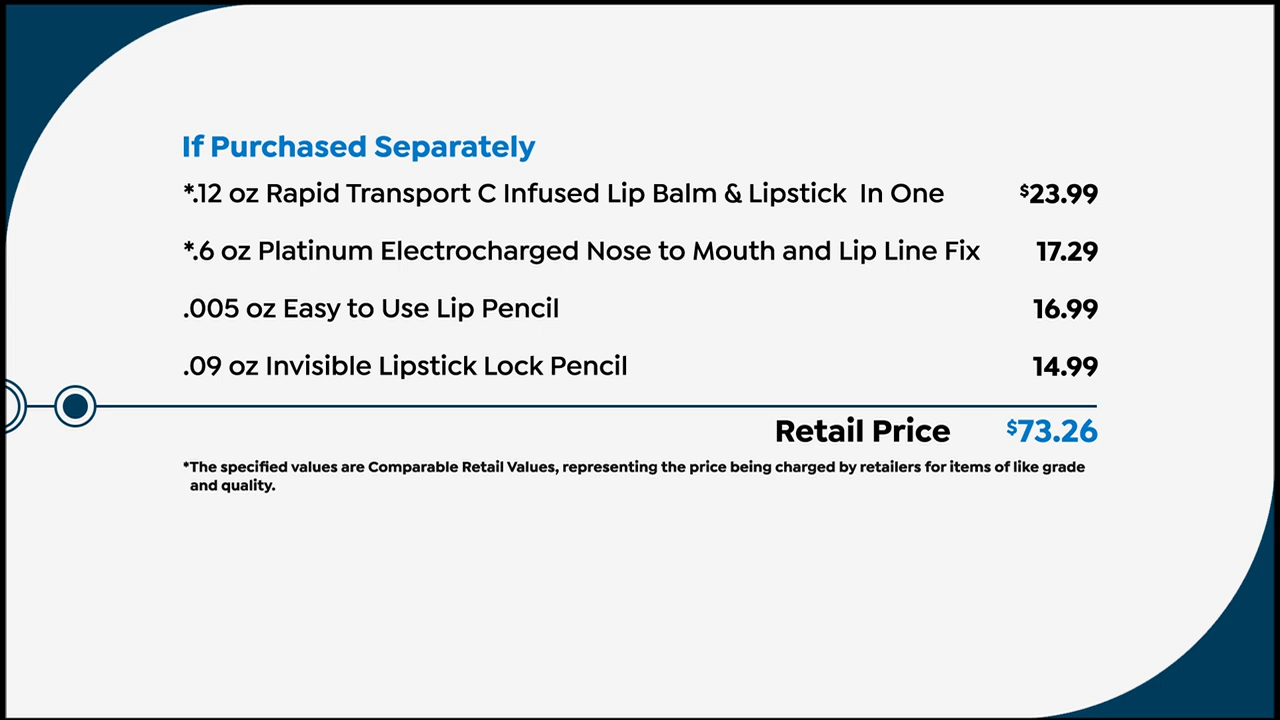 If Purchased Separately
*.12 oz Rapid Transport C Infused Lip Balm & Lipstick  In One $23.99
*.6 oz Platinum Electrocharged Nose to Mouth and Lip Line Fix 17.29
.005 oz Easy to Use Lip Pencil 16.99
.09 oz Invisible Lipstick Lock Pencil 14.99
Retail Price $73.26
*The specified values are Comparable Retail Values, representing the price being charged by retailers for items of like grade
and quality.